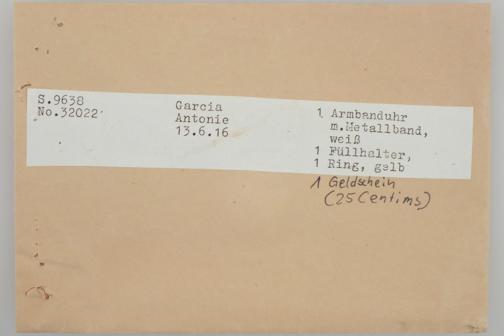 S.9638
No.32022
Garcia
Antonie
13.6.16
1 Armbanduhr
m.Metallband,
weiß
1 Füllhalter,
1 Ring, gelb
1 Geldschein
(25 Centims)